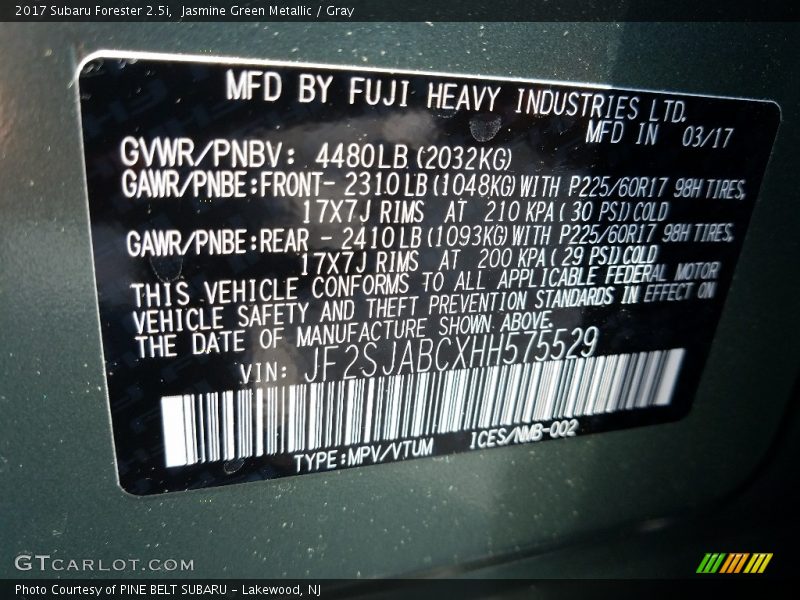 2017 Subaru Forester 2.5i, Jasmine Green Metallic / Gray
MFD BY FUJI HEAVY INDUSTRIES LTD.
MFD IN 03/17
GVWR/PNBV: 4480LB (2032KG)
GAWR/PNBE:FRONT- 2310LB (1048KG) WITH P225/60R17 98H TIRES,
17X7J RIMS AT 210 KPA ( 30 PSI) COLD
GAWR/PNBE:REAR - 2410LB (1093KG) WITH P225/60R17 98H TIRES,
17X7J RIMS AT 200 KPA ( 29 PSI) COLD
THIS VEHICLE CONFORMS TO ALL APPLICABLE FEDERAL MOTOR
VEHICLE SAFETY AND THEFT PREVENTION STANDARDS IN EFFECT ON
THE DATE OF MANUFACTURE SHOWN ABOVE.
VIN: JF2SJABCXHH575529
TYPE:MPV/VTUM ICES/NMB-002
GTCARLOT.COM
Photo Courtesy of PINE BELT SUBARU - Lakewood, NJ